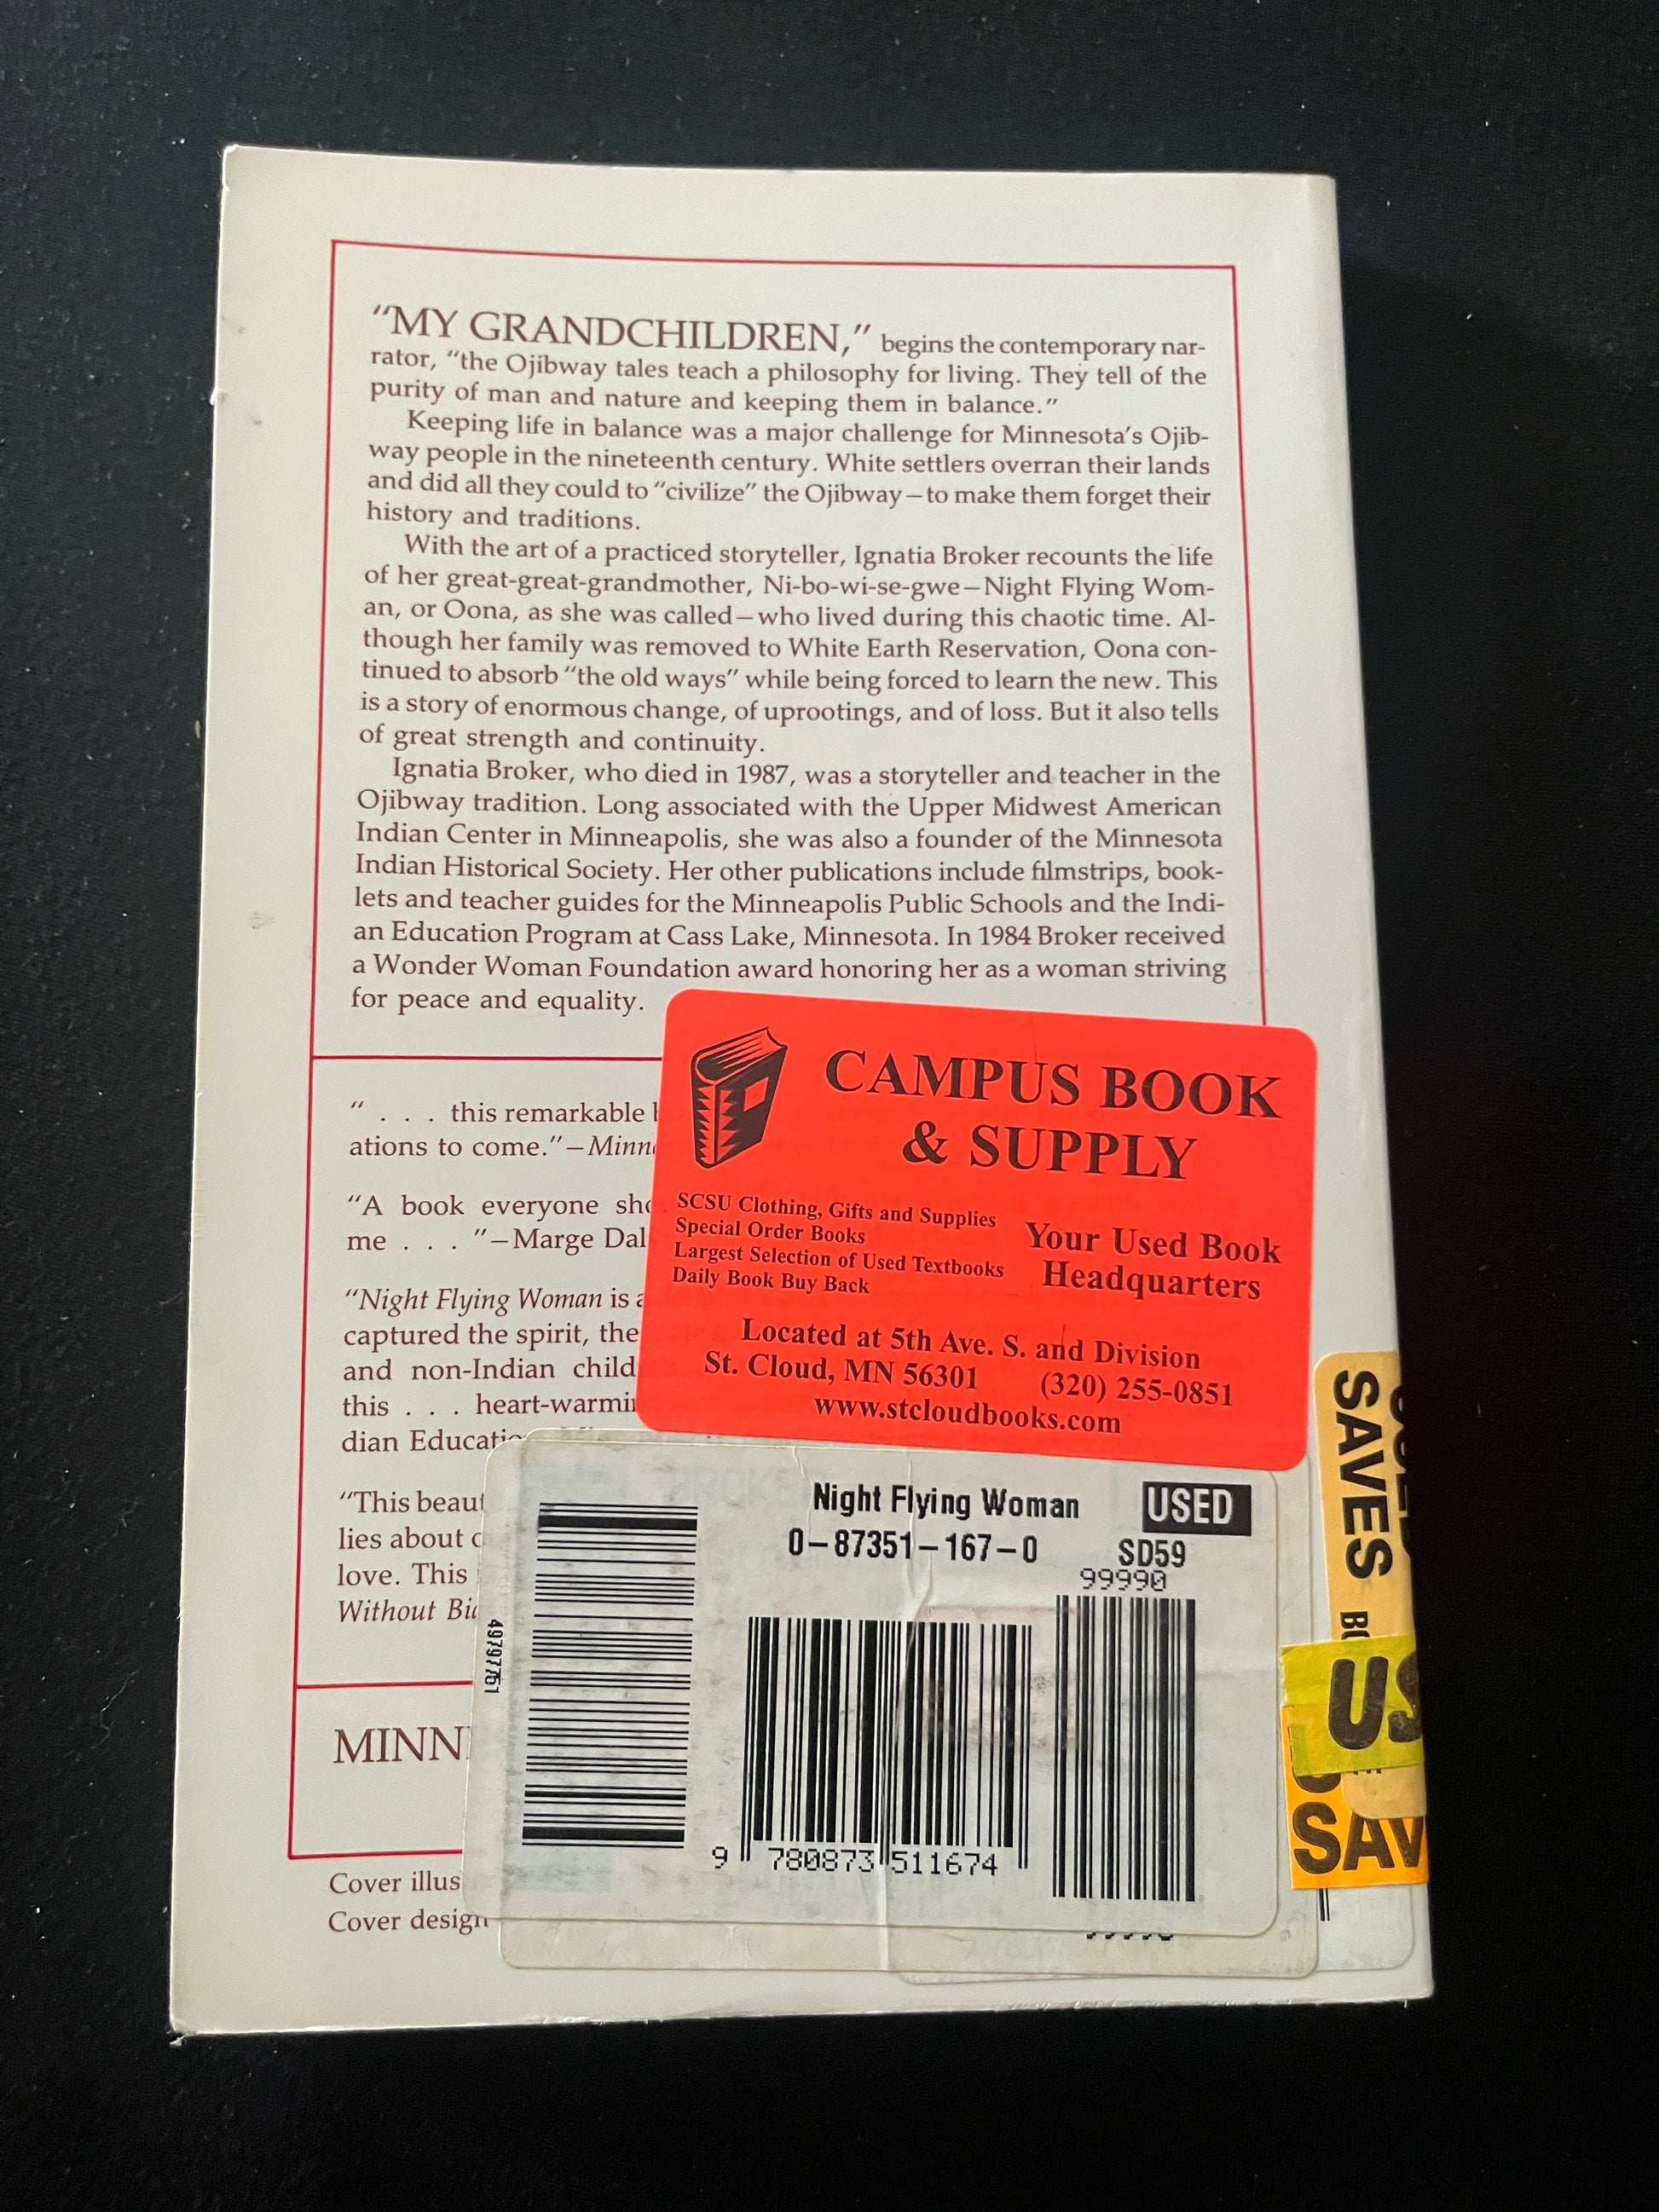 “MY GRANDCHILDREN,” begins the contemporary nar-
rator, “the Ojibway tales teach a philosophy for living. They tell of the
purity of man and nature and keeping them in balance.”
Keeping life in balance was a major challenge for Minnesota’s Ojib-
way people in the nineteenth century. White settlers overran their lands
and did all they could to “civilize” the Ojibway—to make them forget their
history and traditions.
With the art of a practiced storyteller, Ignatia Broker recounts the life
of her great-great-grandmother, Ni-bo-wi-se-gwe—Night Flying Wom-
an, or Oona, as she was called—who lived during this chaotic time. Al-
though her family was removed to White Earth Reservation, Oona con-
tinued to absorb “the old ways” while being forced to learn the new. This
is a story of enormous change, of uprootings, and of loss. But it also tells
of great strength and continuity.
Ignatia Broker, who died in 1987, was a storyteller and teacher in the
Ojibway tradition. Long associated with the Upper Midwest American
Indian Center in Minneapolis, she was also a founder of the Minnesota
Indian Historical Society. Her other publications include filmstrips, book-
lets and teacher guides for the Minneapolis Public Schools and the Indi-
an Education Program at Cass Lake, Minnesota. In 1984 Broker received
a Wonder Woman Foundation award honoring her as a woman striving
for peace and equality.
“ . . . this remarkable
ations to come.”—Minn
“A book everyone sho
me . . . ”—Marge Dal
“Night Flying Woman is a
captured the spirit, the
and non-Indian child
this . . . heart-warmin
dian Educatio
“This beaut
lies about
love. This
Without Bia
MINN
Cover illus
Cover design
CAMPUS BOOK
& SUPPLY
SCSU Clothing, Gifts and Supplies
Special Order Books
Largest Selection of Used Textbooks
Daily Book Buy Back
Your Used Book
Headquarters
Located at 5th Ave. S. and Division
St. Cloud, MN 56301 (320) 255-0851
www.stcloudbooks.com
Night Flying Woman USED
0-87351-167-0 SD59
99990
9 780873 511674
SAVES
US
SAV